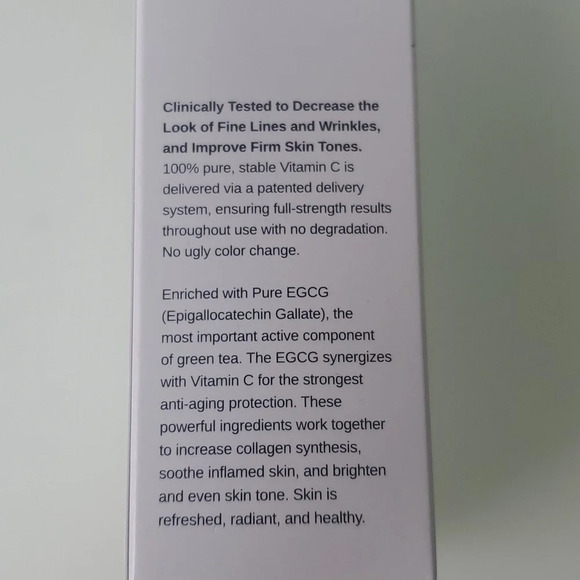 Clinically Tested to Decrease the
Look of Fine Lines and Wrinkles,
and Improve Firm Skin Tones.
100% pure, stable Vitamin C is
delivered via a patented delivery
system, ensuring full-strength results
throughout use with no degradation.
No ugly color change.
Enriched with Pure EGCG
(Epigallocatechin Gallate), the
most important active component
of green tea. The EGCG synergizes
with Vitamin C for the strongest
anti-aging protection. These
powerful ingredients work together
to increase collagen synthesis,
soothe inflamed skin, and brighten
and even skin tone. Skin is
refreshed, radiant, and healthy.